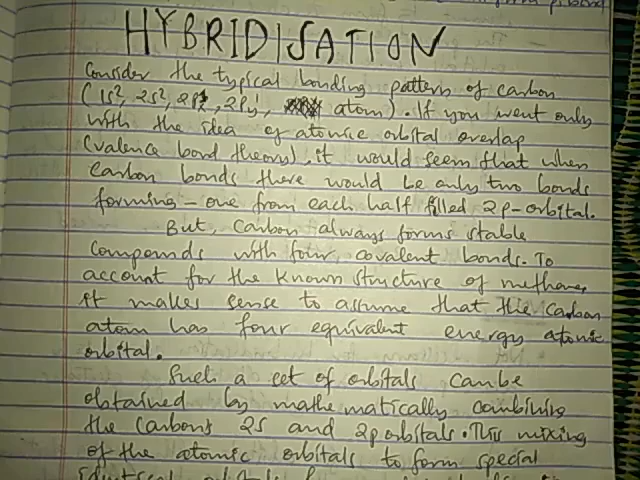 HYBRIDISATION
Consider the typical bonding pattern of carbon
(1s², 2s², 2p¹, 2py¹, atom). If you went only
with the idea of atomic orbital overlap
(valence bond theory), it would seem that when
carbon bonds there would be only two bonds
forming - one from each half filled 2p-orbital.
But, Carbon always forms stable
compounds with four, covalent bonds. To
account for the known structure of methane,
it makes sense to assume that the carbon
atom has four equivalent energy atomic
orbital.
Such a set of orbitals can be
obtained by mathematically combining
the carbons 2s and 2p orbitals. This mixing
of the atomic orbitals to form special
identical orbitals